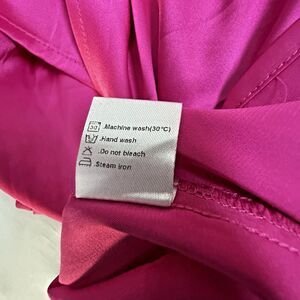 .Machine wash(30°C)
.Hand wash
.Do not bleach
.Steam iron